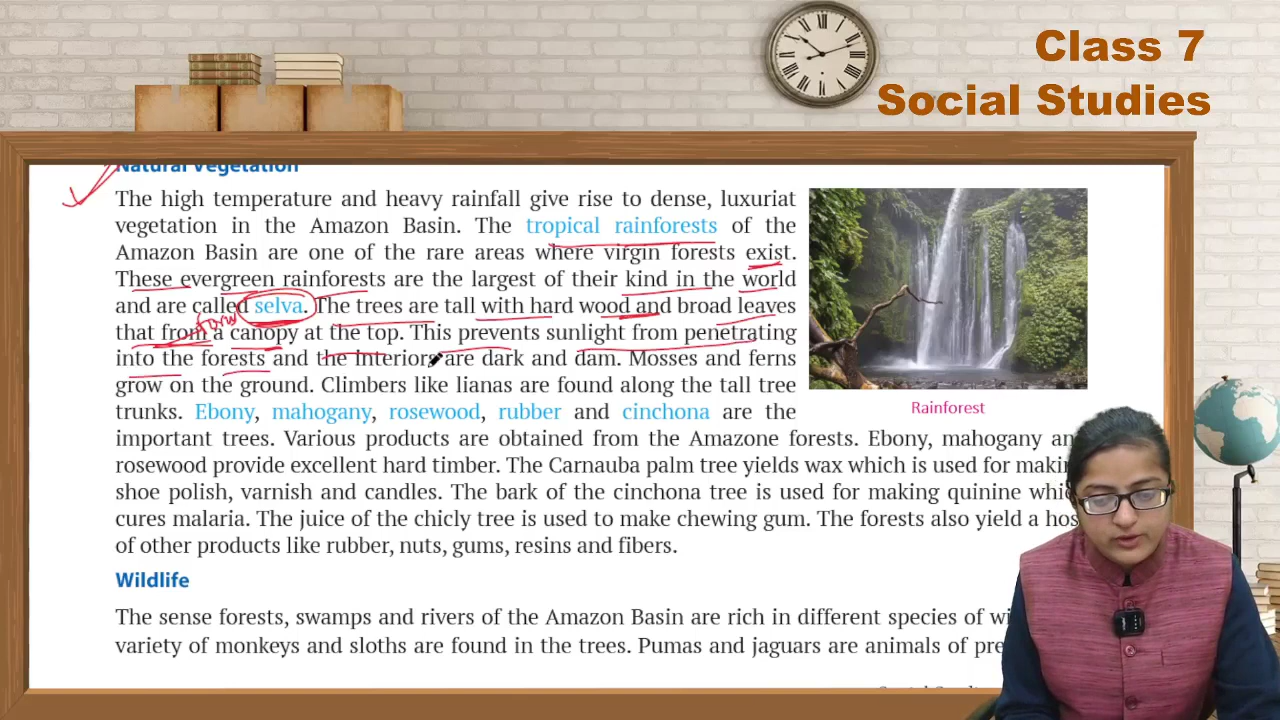 Class 7
Social Studies
Natural Vegetation
The high temperature and heavy rainfall give rise to dense, luxuriat
vegetation in the Amazon Basin. The tropical rainforests of the
Amazon Basin are one of the rare areas where virgin forests exist.
These evergreen rainforests are the largest of their kind in the world
and are called selva. The trees are tall with hard wood and broad leaves
form
that from a canopy at the top. This prevents sunlight from penetrating
into the forests and the interiors are dark and dam. Mosses and ferns
grow on the ground. Climbers like lianas are found along the tall tree
trunks. Ebony, mahogany, rosewood, rubber and cinchona are the
important trees. Various products are obtained from the Amazone forests. Ebony, mahogany an
rosewood provide excellent hard timber. The Carnauba palm tree yields wax which is used for makin
shoe polish, varnish and candles. The bark of the cinchona tree is used for making quinine whic
cures malaria. The juice of the chicly tree is used to make chewing gum. The forests also yield a hos
of other products like rubber, nuts, gums, resins and fibers.
Rainforest
Wildlife
The sense forests, swamps and rivers of the Amazon Basin are rich in different species of wi
variety of monkeys and sloths are found in the trees. Pumas and jaguars are animals of pre